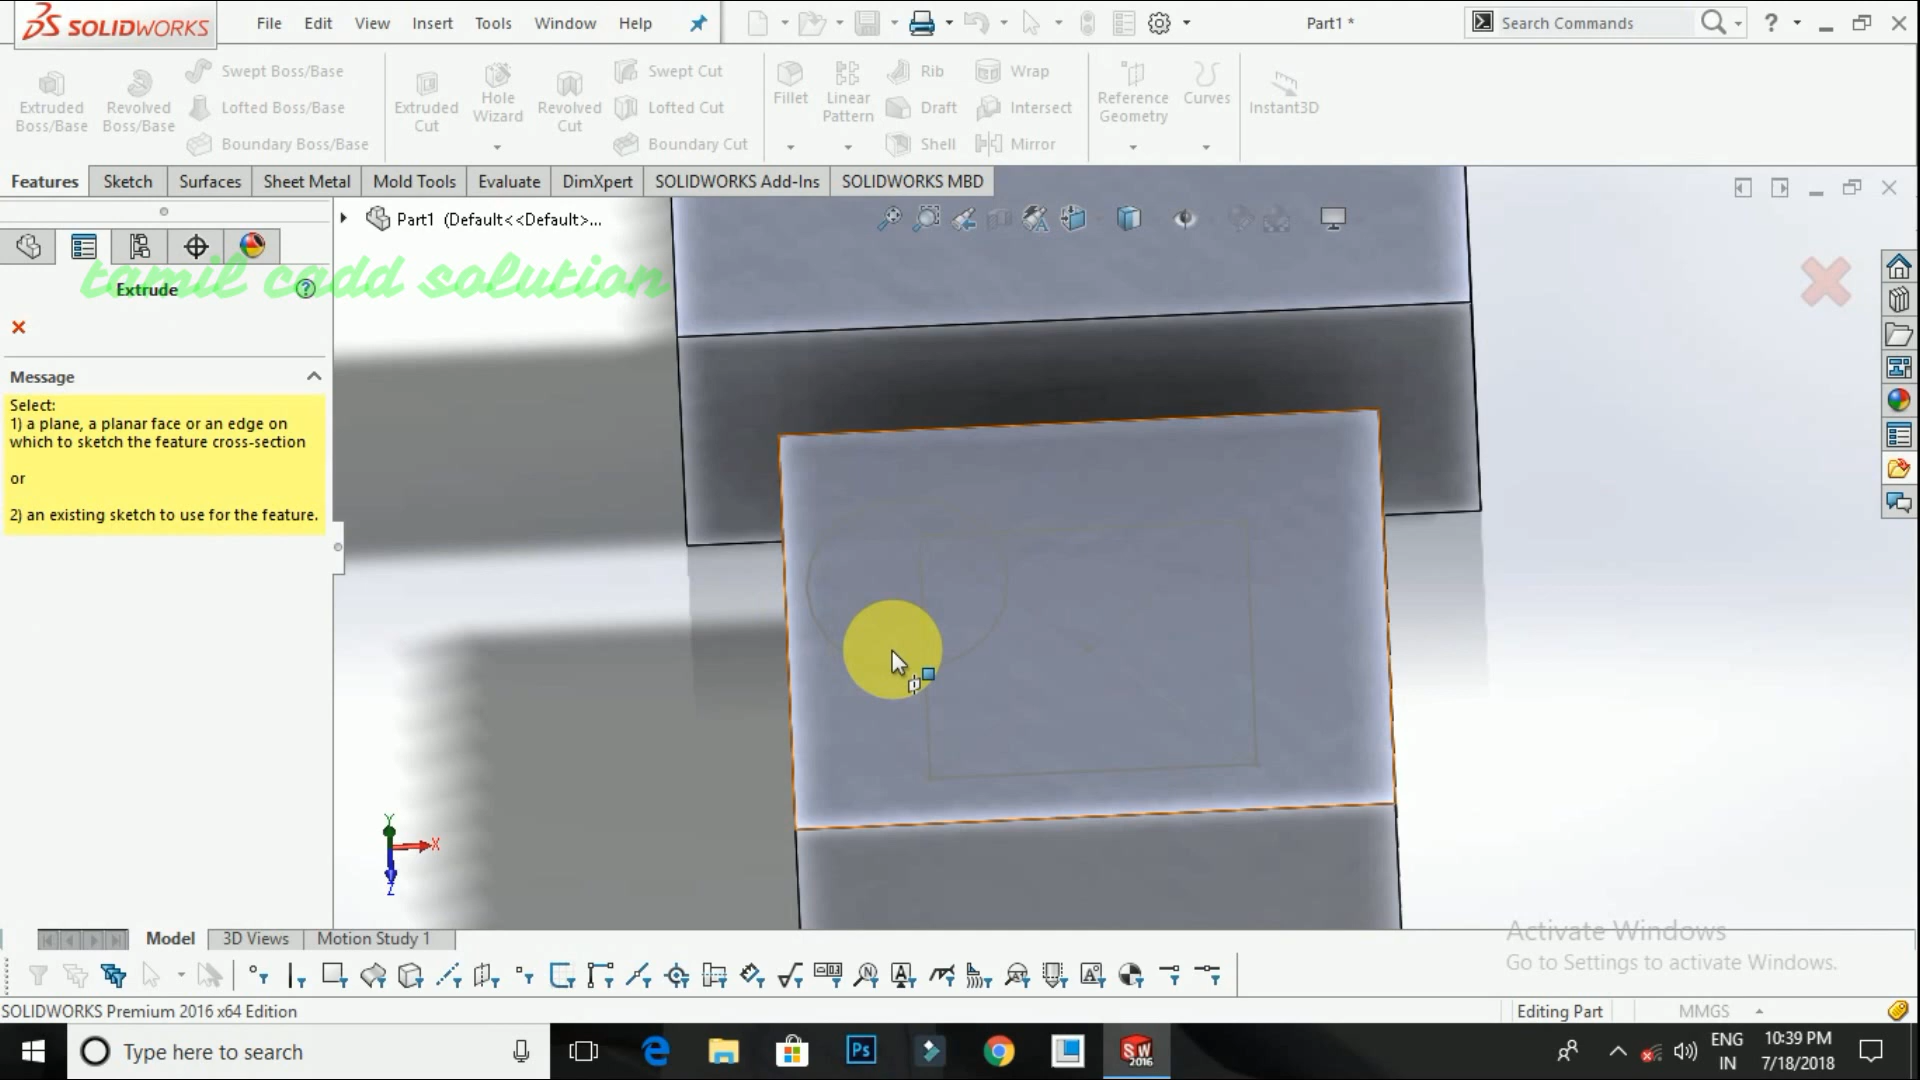 SOLIDWORKS
File Edit View Insert Tools Window Help
Part1 *
Search Commands
?
Extruded Boss/Base
Revolved Boss/Base
Swept Boss/Base
Lofted Boss/Base
Boundary Boss/Base
Extruded Cut
Hole Wizard
Revolved Cut
Swept Cut
Lofted Cut
Boundary Cut
Fillet
Linear Pattern
Rib
Draft
Shell
Wrap
Intersect
Mirror
Reference Geometry
Curves
Instant3D
Features Sketch Surfaces Sheet Metal Mold Tools Evaluate DimXpert SOLIDWORKS Add-Ins SOLIDWORKS MBD
Part1 (Default<<Default>...
tamil cadd solution
Extrude
?
Message
Select:
1) a plane, a planar face or an edge on
which to sketch the feature cross-section
or
2) an existing sketch to use for the feature.
Y
X
Z
Model 3D Views Motion Study 1
Activate Windows
Go to Settings to activate Windows.
SOLIDWORKS Premium 2016 x64 Edition
Editing Part
MMGS
Type here to search
Ps
SW
2016
ENG
IN
10:39 PM
7/18/2018